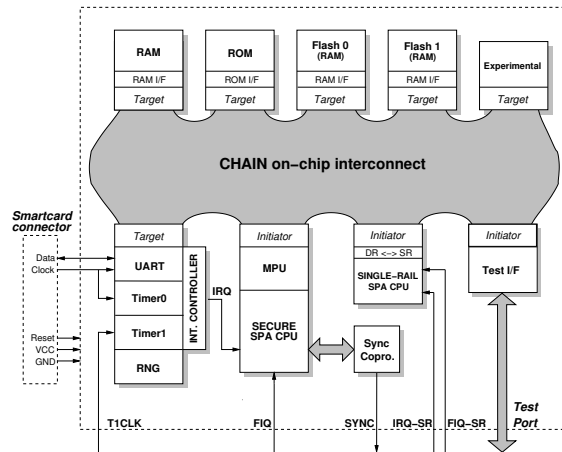 RAM
RAM I/F
Target
ROM
ROM I/F
Target
Flash 0
(RAM)
RAM I/F
Target
Flash 1
(RAM)
RAM I/F
Target
Experimental
Target
CHAIN on−chip interconnect
Smartcard
connector
Data
Clock
Reset
VCC
GND
Target
UART
Timer0
Timer1
RNG
INT. CONTROLLER
IRQ
Initiator
MPU
SECURE
SPA CPU
Initiator
DR <−> SR
SINGLE−RAIL
SPA CPU
Sync
Copro.
Initiator
Test I/F
T1CLK
FIQ
SYNC
IRQ−SR
FIQ−SR
Test
Port